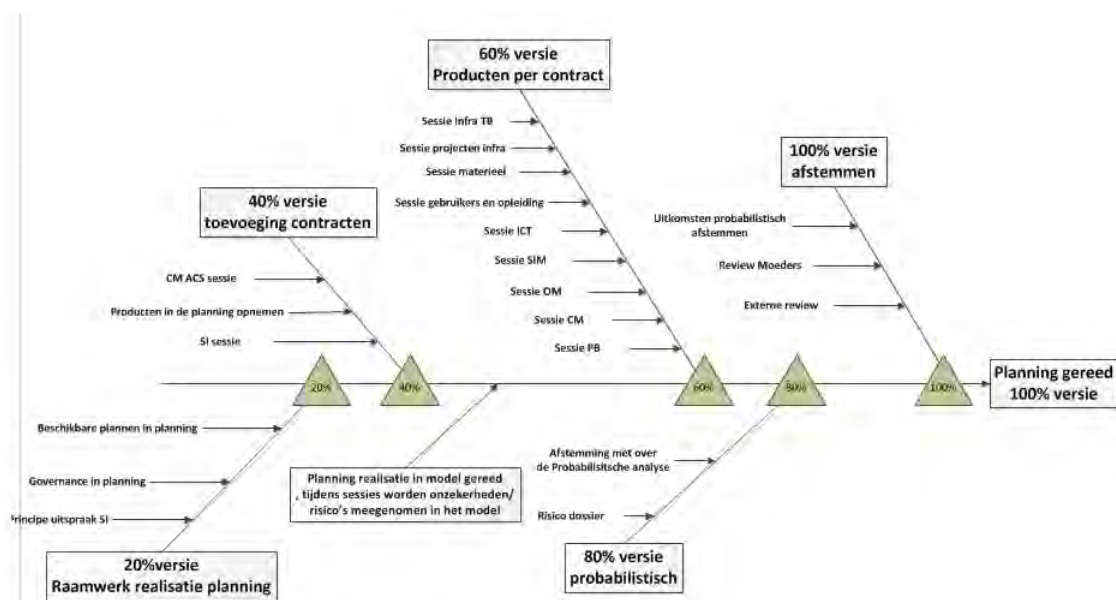 60% versie
Producten per contract
Sessie Infra TB
Sessie projecten infra
Sessie materieel
Sessie gebruikers en opleiding
Sessie ICT
Sessie SIM
Sessie OM
Sessie CM
Sessie PB
100% versie
afstemmen
Uitkomsten probabilistisch
afstemmen
Review Moeders
Externe review
40% versie
toevoeging contracten
CM ACS sessie
Producten in de planning opnemen
SI sessie
20%
40%
60%
80%
100%
Planning gereed
100% versie
Beschikbare plannen in planning
Governance in planning
Principe uitspraak SI
20%versie
Raamwerk realisatie planning
Planning realisatie in model gereed
, tijdens sessies worden onzekerheden/
risico's meegenomen in het model
Afstemming met over
de Probabilisitsche analyse
Risico dossier
80% versie
probabilistisch